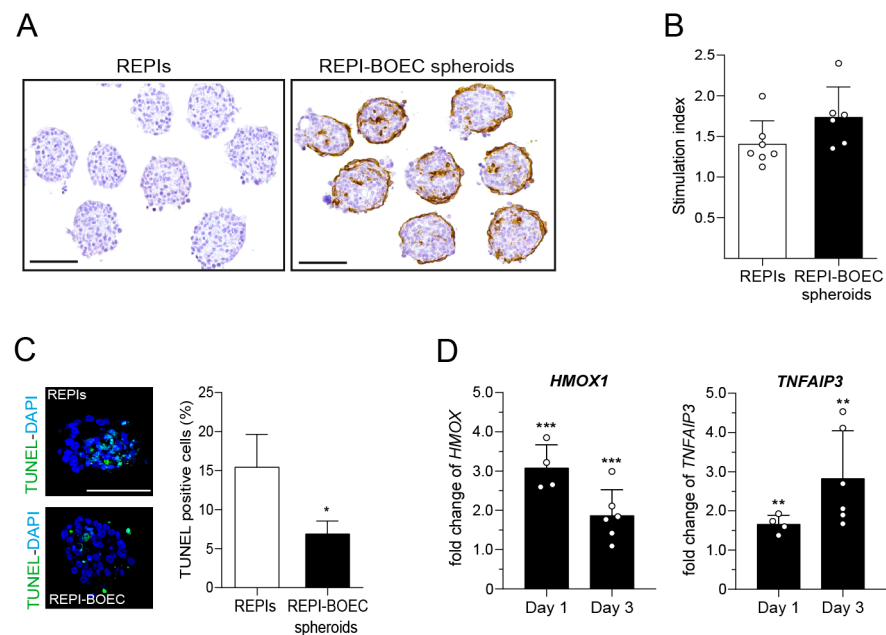 A
REPIs
REPI-BOEC spheroids
B
Stimulation index
2.5
2.0
1.5
1.0
0.5
REPIs
REPI-BOEC
spheroids
C
TUNEL-DAPI
REPIs
TUNEL-DAPI
REPI-BOEC
TUNEL positive cells (%)
25
20
15
10
5
0
*
REPIs
REPI-BOEC
spheroids
D
HMOX1
fold change of HMOX
5.0
4.0
3.0
2.0
1.0
0.0
***
***
Day 1
Day 3
TNFAIP3
fold change of TNFAIP3
5.0
4.0
3.0
2.0
1.0
0.0
**
**
Day 1
Day 3